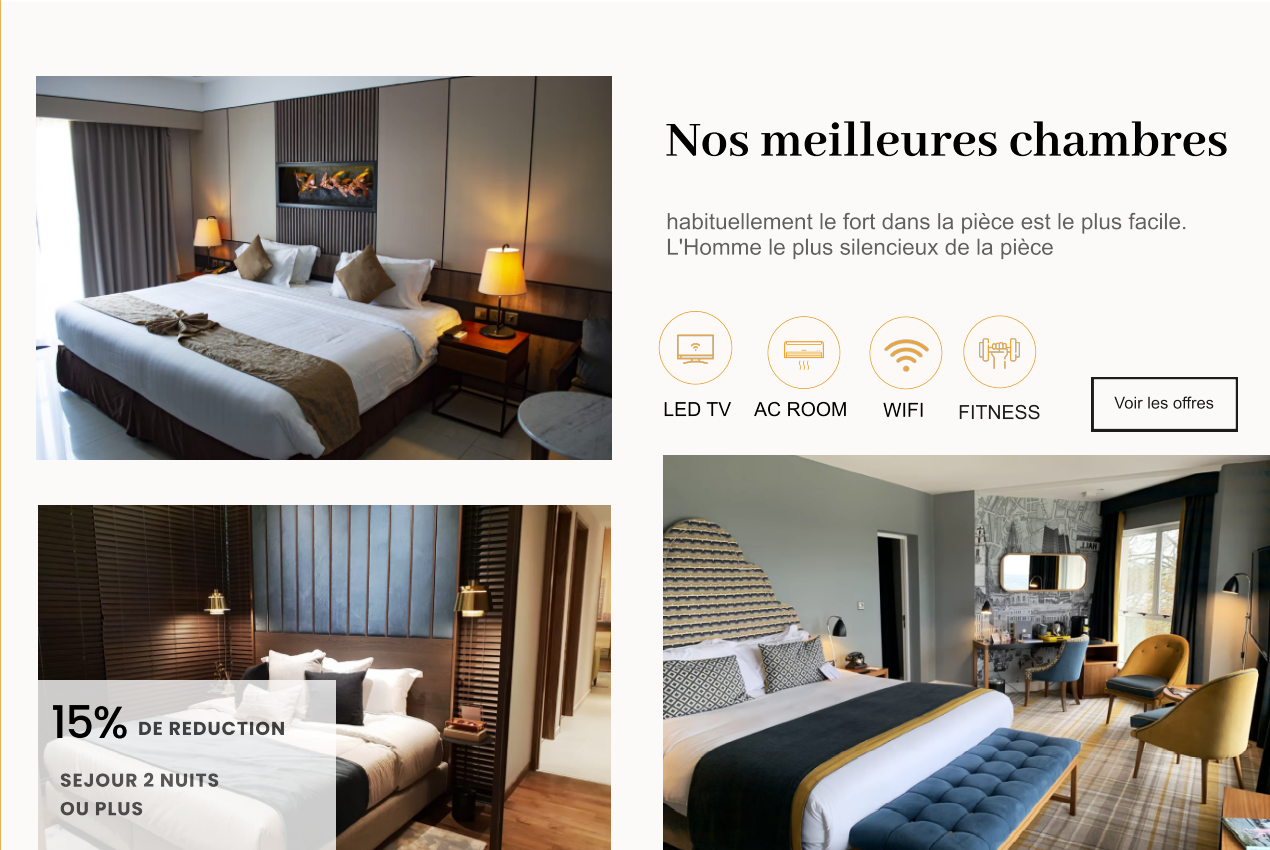 Nos meilleures chambres
habituellement le fort dans la pièce est le plus facile.
L'Homme le plus silencieux de la pièce
LED TV
AC ROOM
WIFI
FITNESS
Voir les offres
15% DE REDUCTION
SEJOUR 2 NUITS
OU PLUS